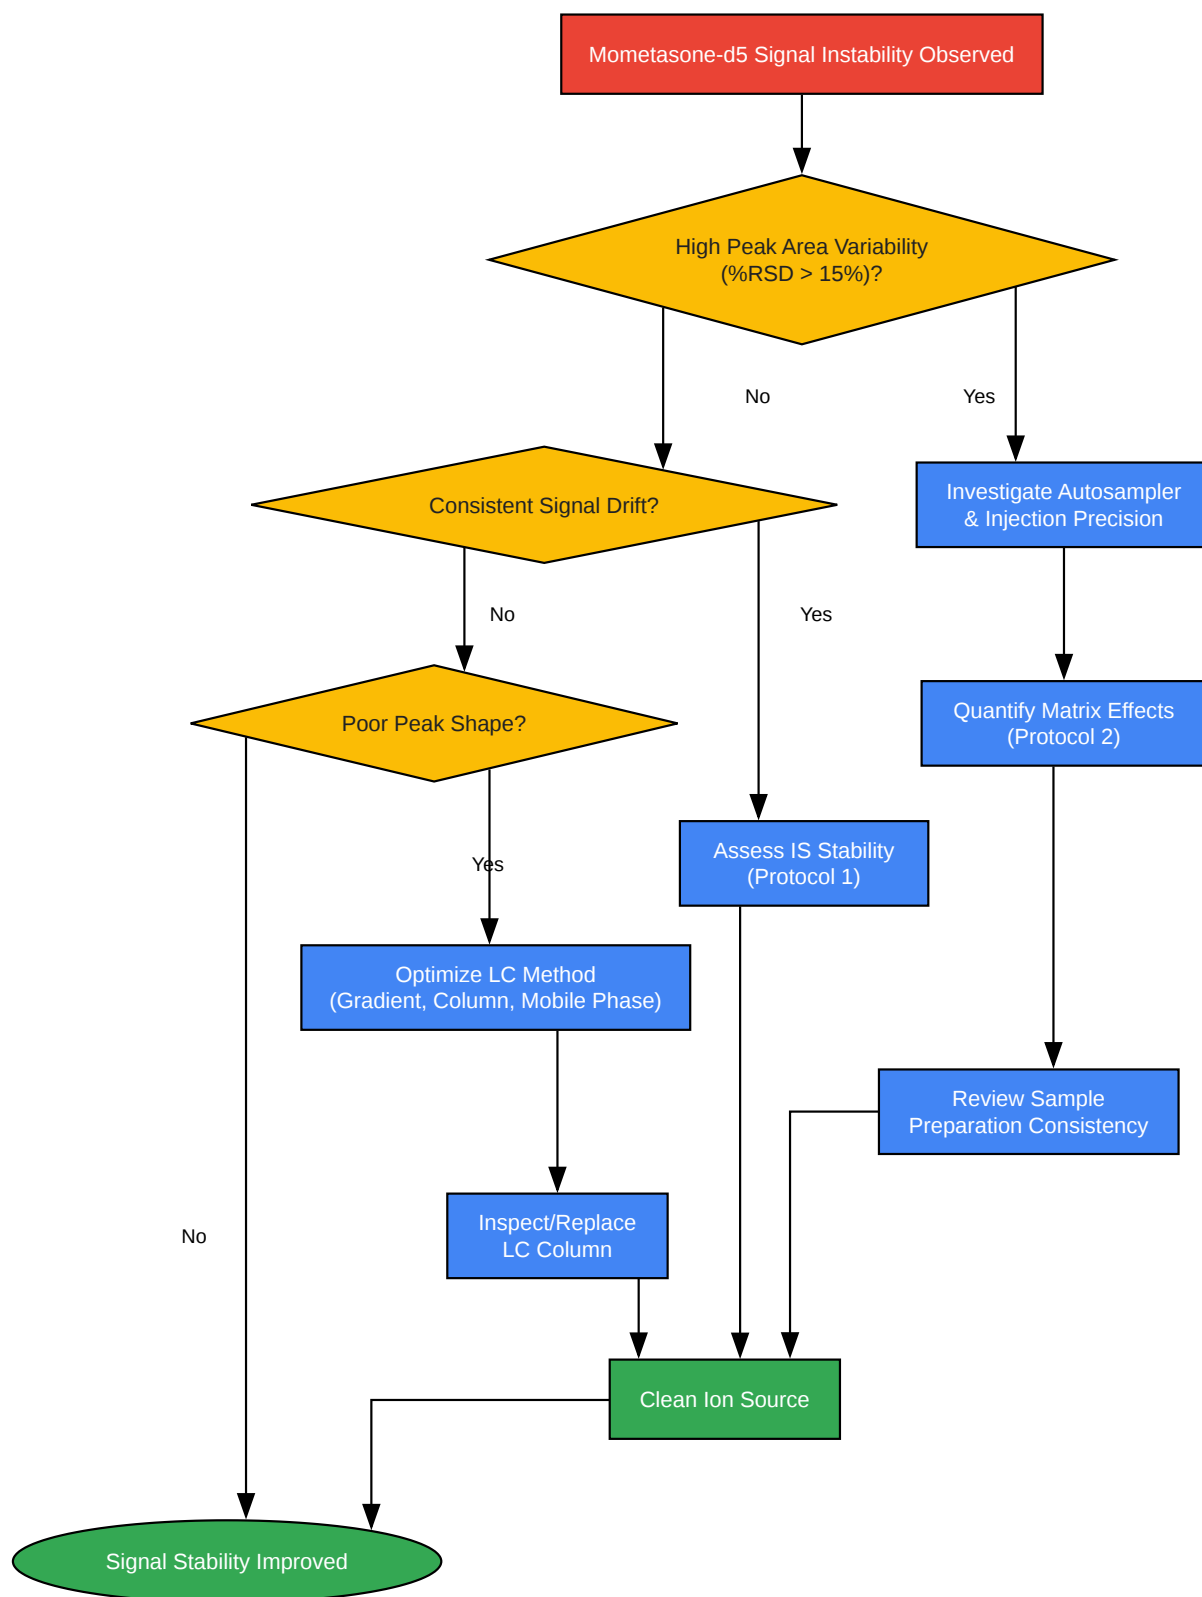 Mometasone-d5 Signal Instability Observed
High Peak Area Variability
(%RSD > 15%)?
No
Yes
Consistent Signal Drift?
Investigate Autosampler
& Injection Precision
No
Yes
Poor Peak Shape?
Quantify Matrix Effects
(Protocol 2)
Yes
Assess IS Stability
(Protocol 1)
Optimize LC Method
(Gradient, Column, Mobile Phase)
Review Sample
Preparation Consistency
Inspect/Replace
LC Column
No
Clean Ion Source
Signal Stability Improved